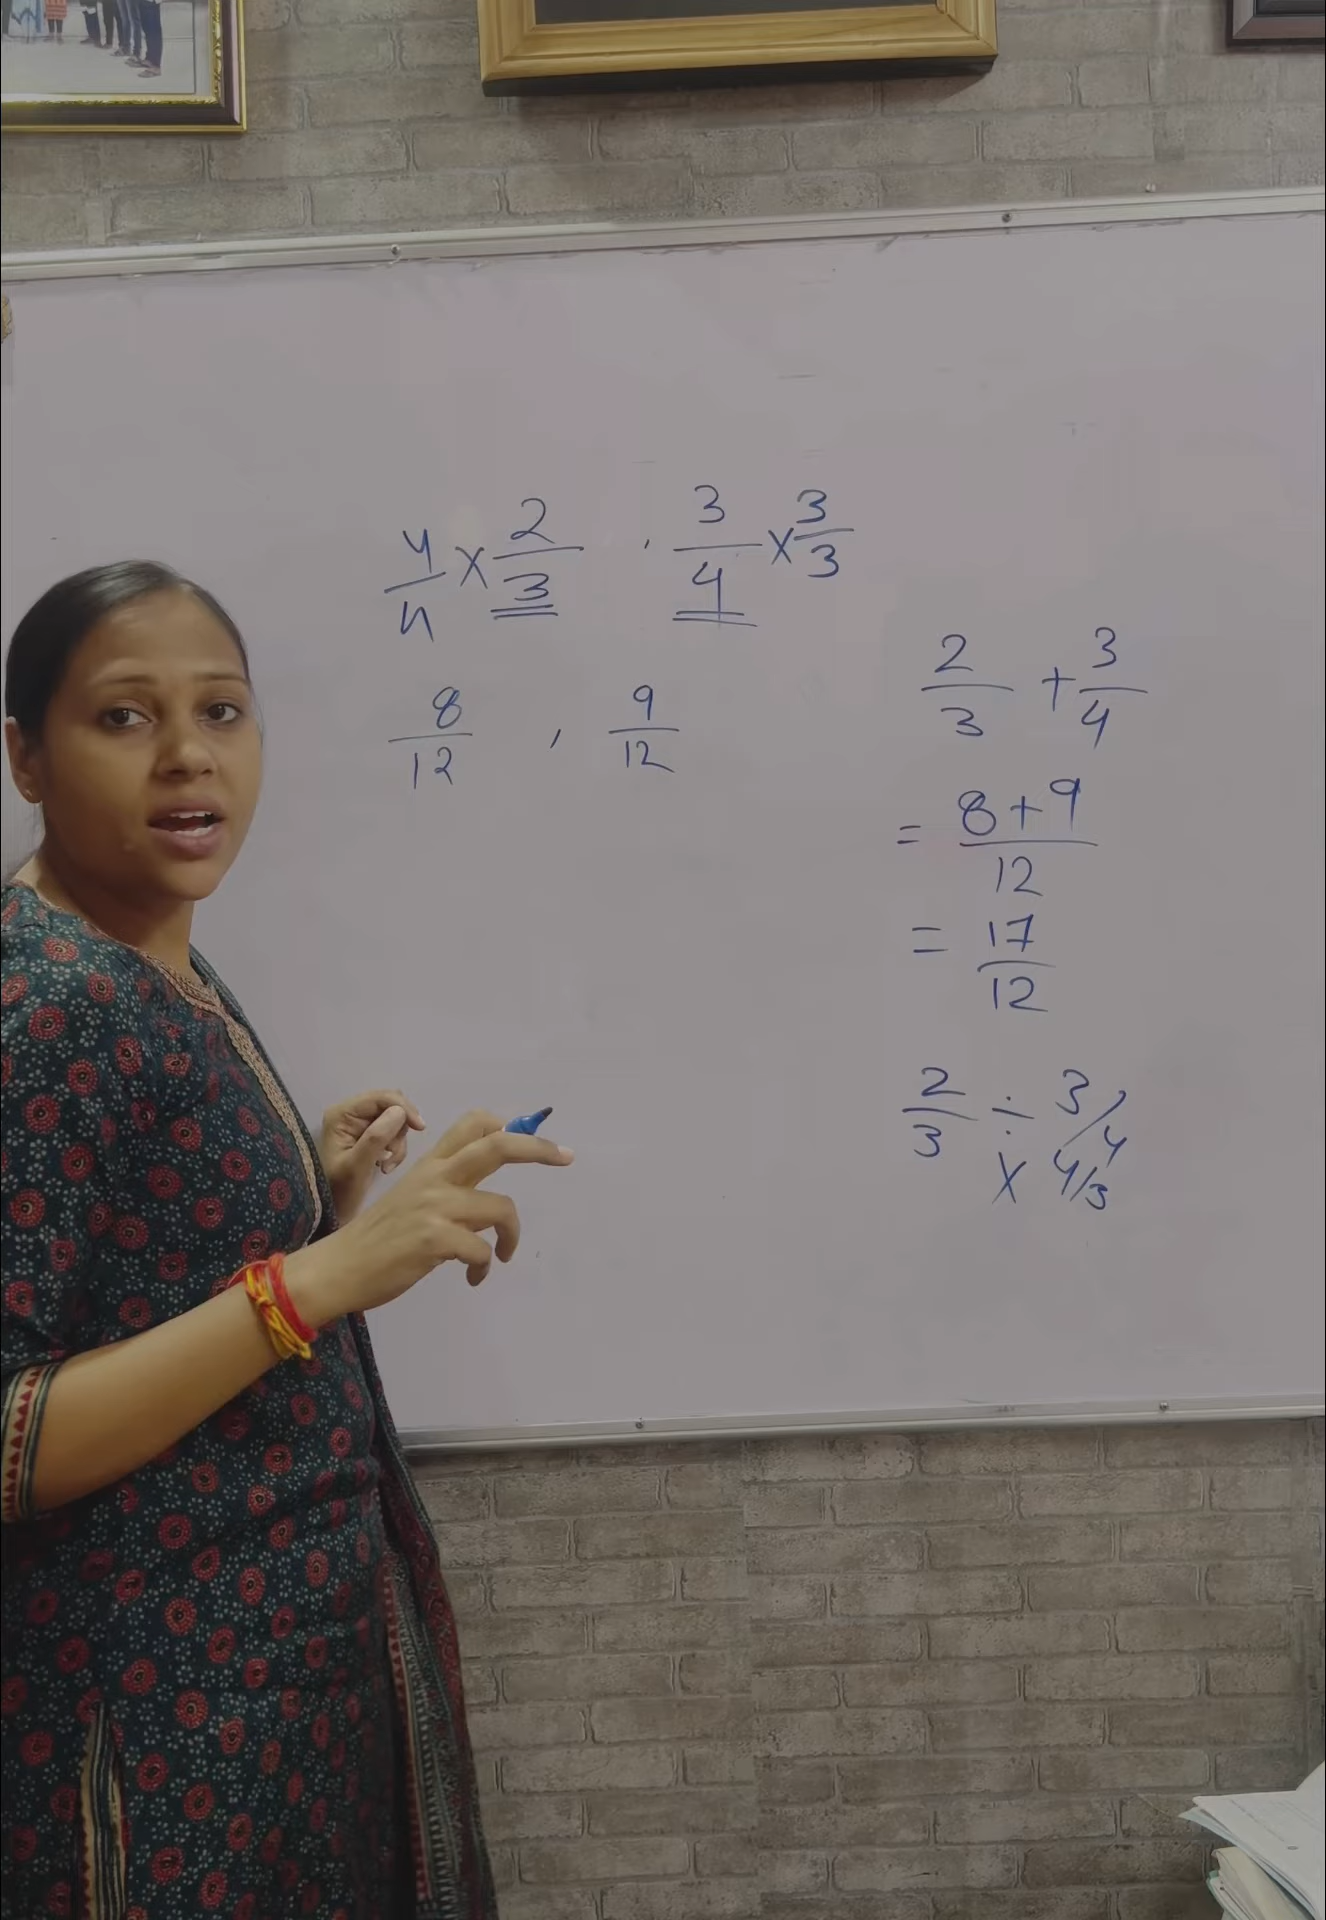 4/4 × 2/3 , 3/4 × 3/3
8/12 , 9/12
2/3 + 3/4
= 8+9/12
= 17/12
2/3 ÷ 3/4
× 4/3